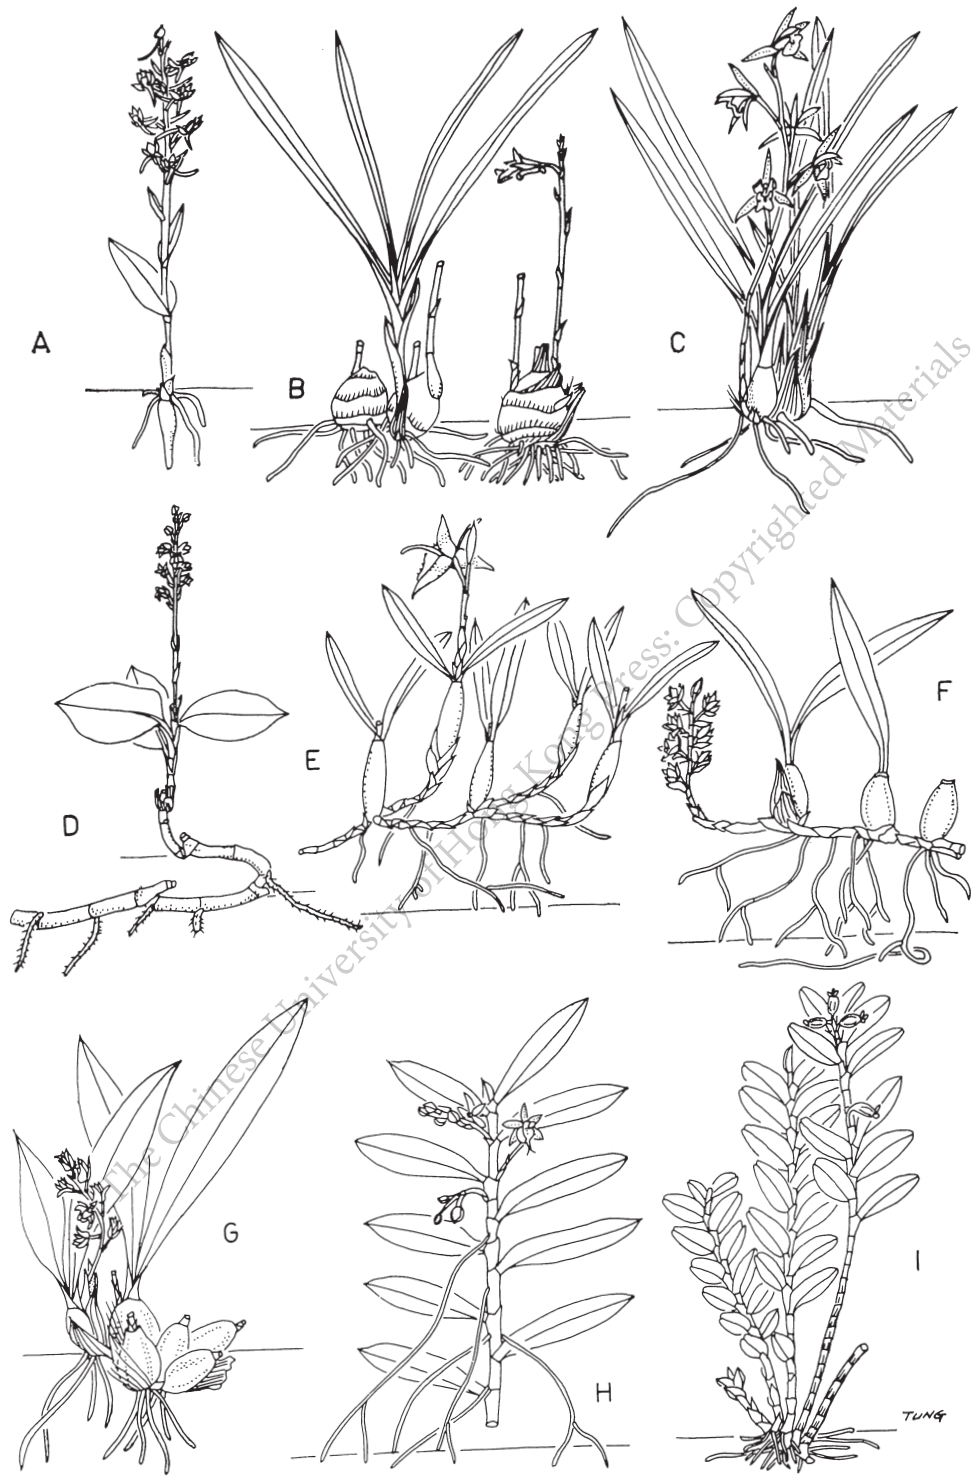 A
B
C
D
E
F
G
H
I
TUNG
The Chinese University of Hong Kong Press: Copyrighted Materials